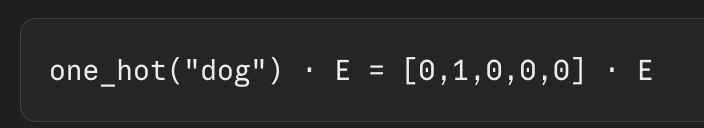 one_hot("dog") · E = [0,1,0,0,0] · E